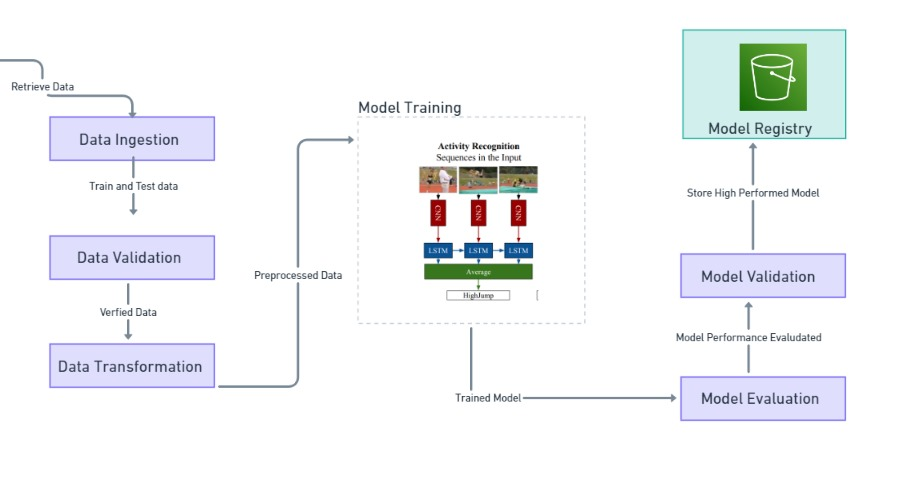 Retrieve Data
Data Ingestion
Train and Test data
Data Validation
Verfied Data
Data Transformation
Preprocessed Data
Model Training
Activity Recognition
Sequences in the Input
CNN CNN CNN
LSTM LSTM LSTM
Average
HighJump
[
Trained Model
Model Evaluation
Model Performance Evaludated
Model Validation
Store High Performed Model
Model Registry